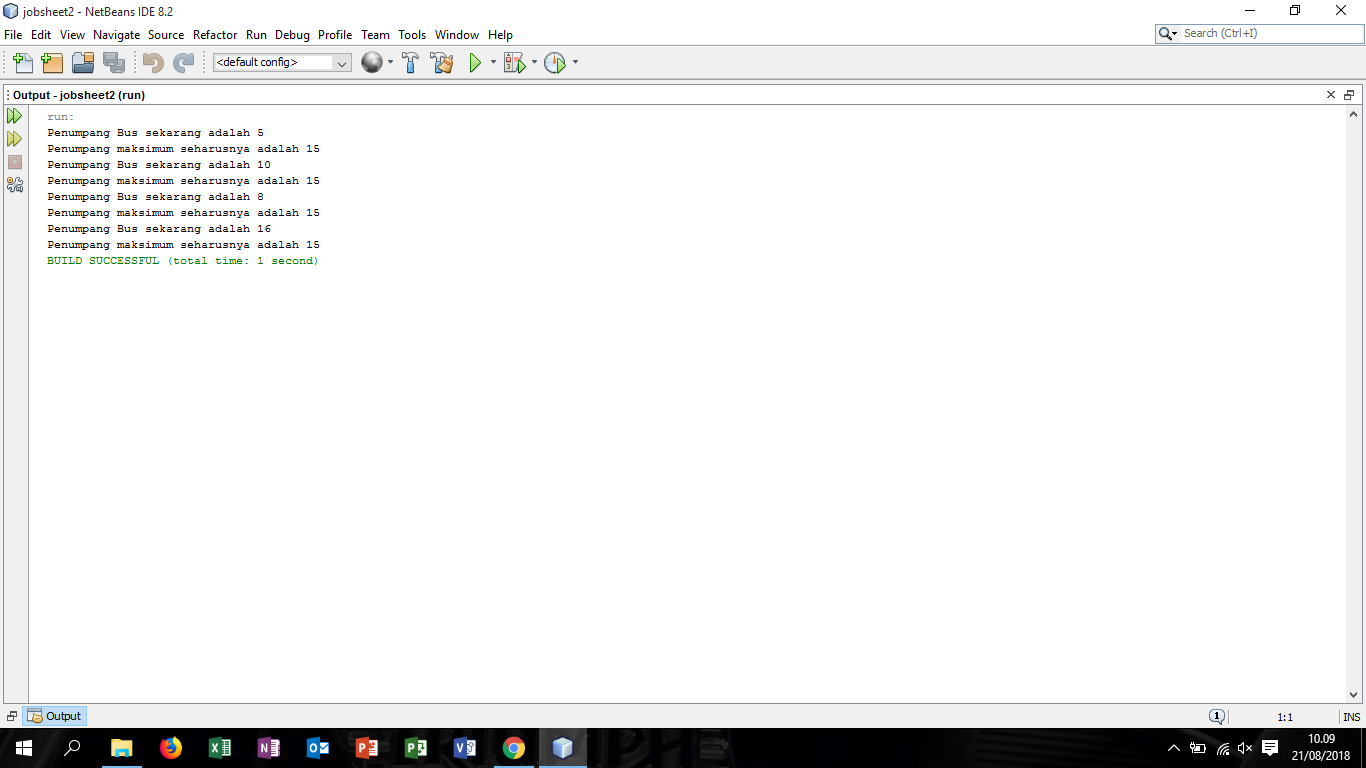 jobsheet2 - NetBeans IDE 8.2
File Edit View Navigate Source Refactor Run Debug Profile Team Tools Window Help
Search (Ctrl+I)
<default config>
Output - jobsheet2 (run)
run:
Penumpang Bus sekarang adalah 5
Penumpang maksimum seharusnya adalah 15
Penumpang Bus sekarang adalah 10
Penumpang maksimum seharusnya adalah 15
Penumpang Bus sekarang adalah 8
Penumpang maksimum seharusnya adalah 15
Penumpang Bus sekarang adalah 16
Penumpang maksimum seharusnya adalah 15
BUILD SUCCESSFUL (total time: 1 second)
Output
1
1:1
INS
10.09
21/08/2018